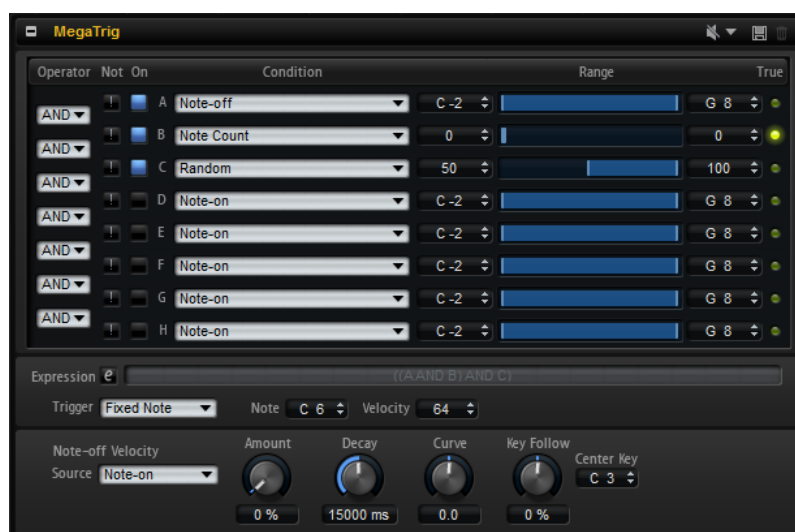 MegaTrig
Operator Not On Condition Range True
! A Note-off C -2 G 8
AND
! B Note Count 0 0
AND
! C Random 50 100
AND
! D Note-on C -2 G 8
AND
! E Note-on C -2 G 8
AND
! F Note-on C -2 G 8
AND
! G Note-on C -2 G 8
AND
! H Note-on C -2 G 8
Expression e ((A AND B) AND C)
Trigger Fixed Note Note C 6 Velocity 64
Note-off Velocity Amount Decay Curve Key Follow
Center Key
Source Note-on C 3
0 % 15000 ms 0.0 0 %